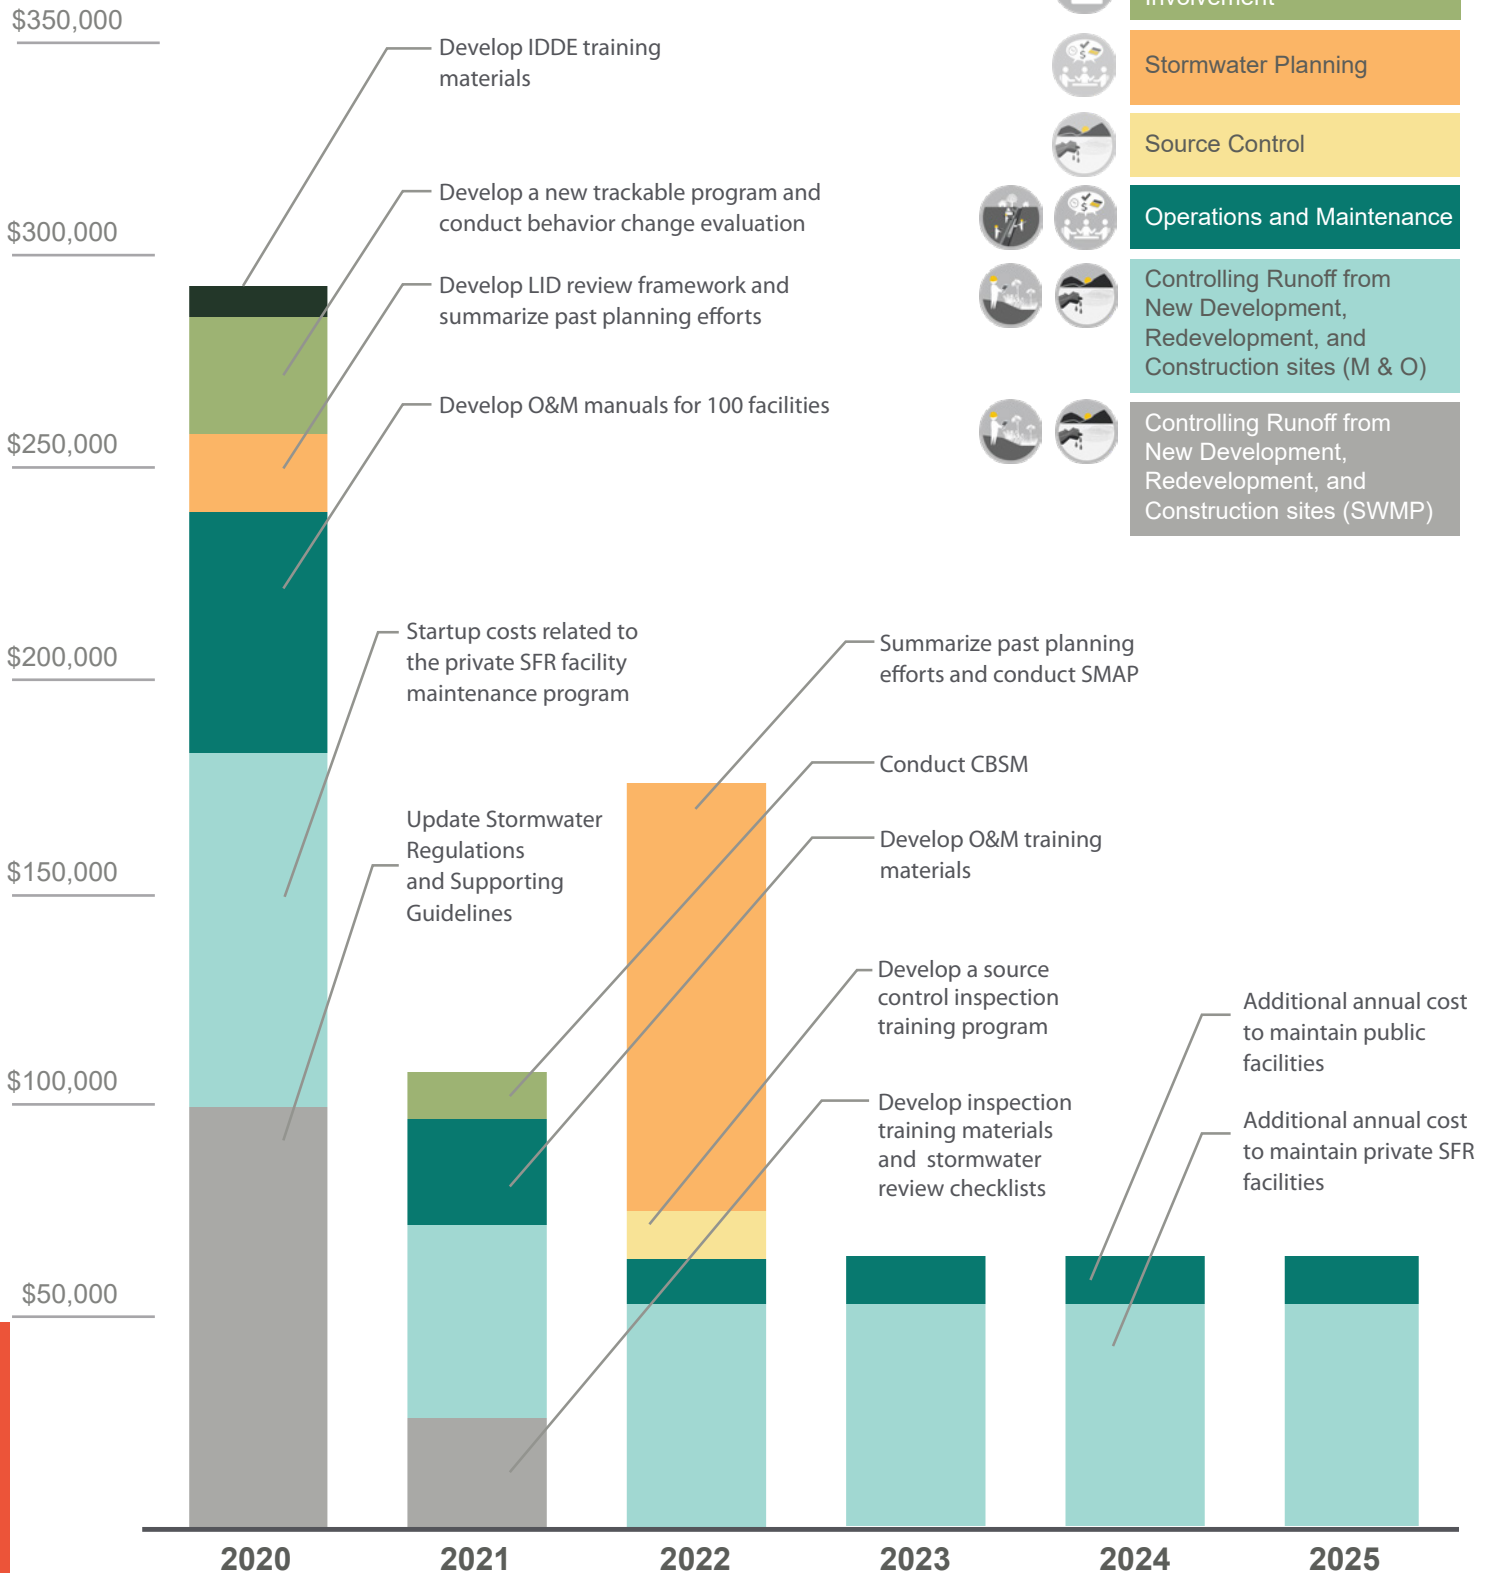 $350,000
$300,000
$250,000
$200,000
$150,000
$100,000
$50,000
Develop IDDE training
materials
Develop a new trackable program and
conduct behavior change evaluation
Develop LID review framework and
summarize past planning efforts
Develop O&M manuals for 100 facilities
Startup costs related to
the private SFR facility
maintenance program
Update Stormwater
Regulations
and Supporting
Guidelines
Summarize past planning
efforts and conduct SMAP
Conduct CBSM
Develop O&M training
materials
Develop a source
control inspection
training program
Develop inspection
training materials
and stormwater
review checklists
Additional annual cost
to maintain public
facilities
Additional annual cost
to maintain private SFR
facilities
Involvement
Stormwater Planning
Source Control
Operations and Maintenance
Controlling Runoff from
New Development,
Redevelopment, and
Construction sites (M & O)
Controlling Runoff from
New Development,
Redevelopment, and
Construction sites (SWMP)
2020
2021
2022
2023
2024
2025